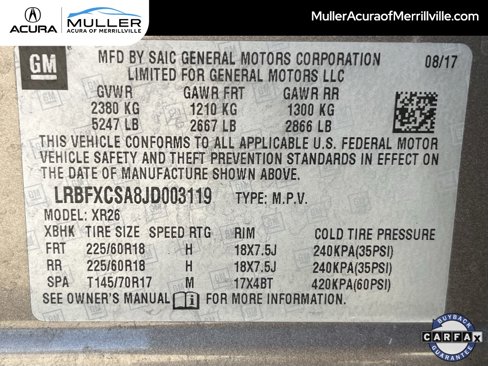 ACURA
MULLER
ACURA OF MERRILLVILLE
MullerAcuraofMerrillville.com
GM
MFD BY SAIC GENERAL MOTORS CORPORATION 08/17
LIMITED FOR GENERAL MOTORS LLC
GVWR GAWR FRT GAWR RR
2380 KG 1210 KG 1300 KG
5247 LB 2667 LB 2866 LB
THIS VEHICLE CONFORMS TO ALL APPLICABLE U.S. FEDERAL MOTOR
VEHICLE SAFETY AND THEFT PREVENTION STANDARDS IN EFFECT ON
THE DATE OF MANUFACTURE SHOWN ABOVE.
LRBFXCSA8JD003119 TYPE: M.P.V.
MODEL: XR26
XBHK TIRE SIZE SPEED RTG RIM COLD TIRE PRESSURE
FRT 225/60R18 H 18X7.5J 240KPA(35PSI)
RR 225/60R18 H 18X7.5J 240KPA(35PSI)
SPA T145/70R17 M 17X4BT 420KPA(60PSI)
SEE OWNER'S MANUAL FOR MORE INFORMATION
BUYBACK
CARFAX
GUARANTEE